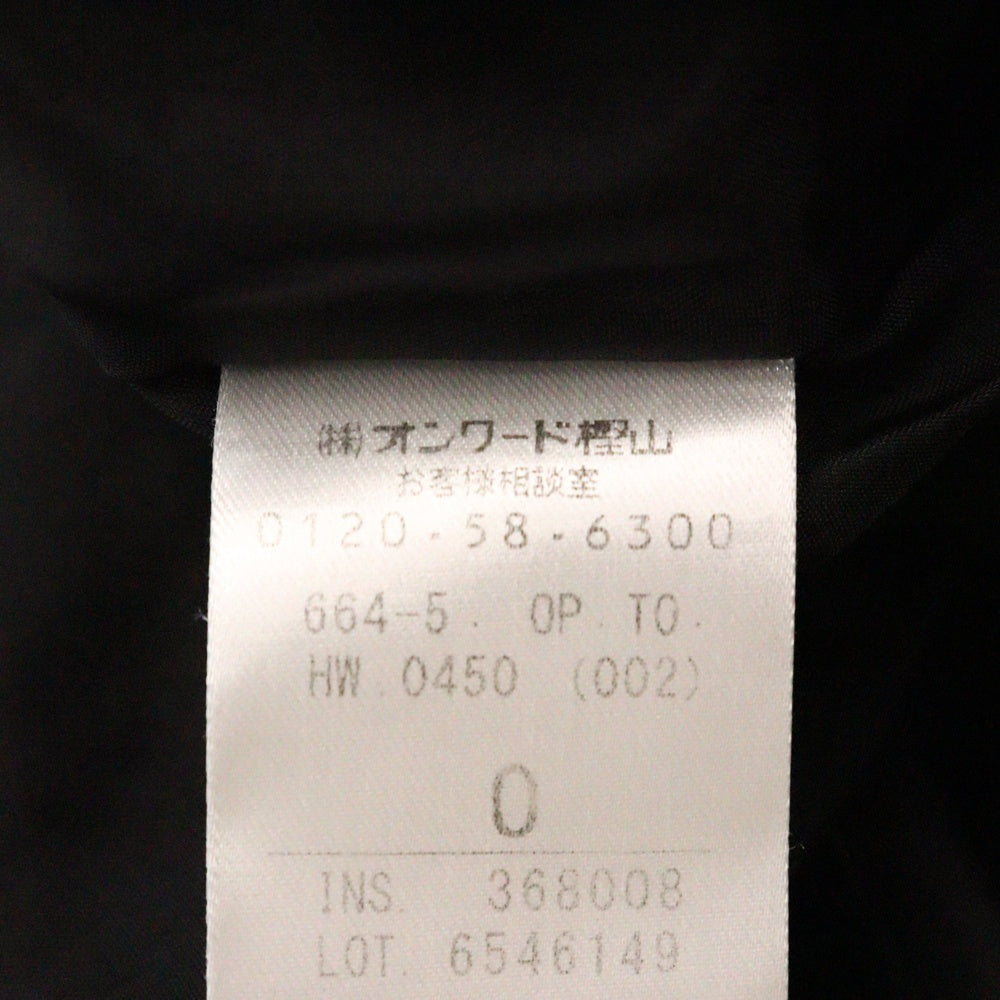 (株)オンワード樫山
お客様相談室
0120-58-6300
664-5. OP.TO.
HW.0450 (002)
0
INS. 368008
LOT. 6546149